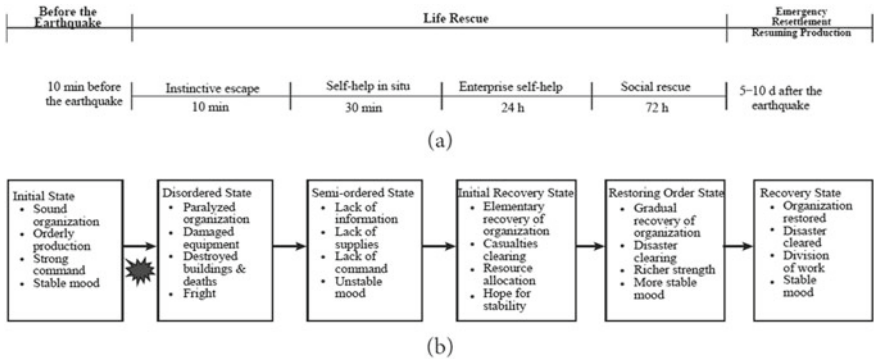 Before the
Earthquake
Life Rescue
Emergency
Resettlement
Resuming Production
10 min before
the earthquake
Instinctive escape
10 min
Self-help in situ
30 min
Enterprise self-help
24 h
Social rescue
72 h
5–10 d after the
earthquake
(a)
Initial State
• Sound
organization
• Orderly
production
• Strong
command
• Stable mood
Disordered State
• Paralyzed
organization
• Damaged
equipment
• Destroyed
buildings &
deaths
• Fright
Semi-ordered State
• Lack of
information
• Lack of
supplies
• Lack of
command
• Unstable
mood
Initial Recovery State
• Elementary
recovery of
organization
• Casualties
clearing
• Resource
allocation
• Hope for
stability
Restoring Order State
• Gradual
recovery of
organization
• Disaster
clearing
• Richer strength
• More stable
mood
Recovery State
• Organization
restored
• Disaster
cleared
• Division
of work
• Stable
mood
(b)